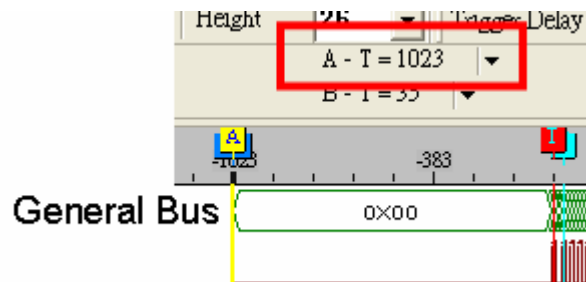 Height 26 Trigger Delay
A - T = 1023
B - T = 35
A T
-1023 -383
General Bus 0X00